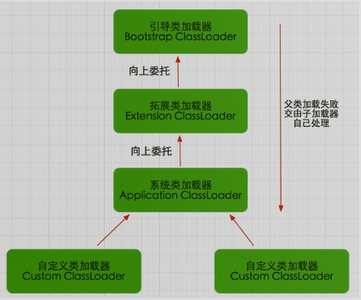 引导类加载器
Bootstrap ClassLoader
向上委托
拓展类加载器
Extension ClassLoader
父类加载失败
交由子加载器
自己处理
向上委托
系统类加载器
Application ClassLoader
自定义类加载器
Custom ClassLoader
自定义类加载器
Custom ClassLoader